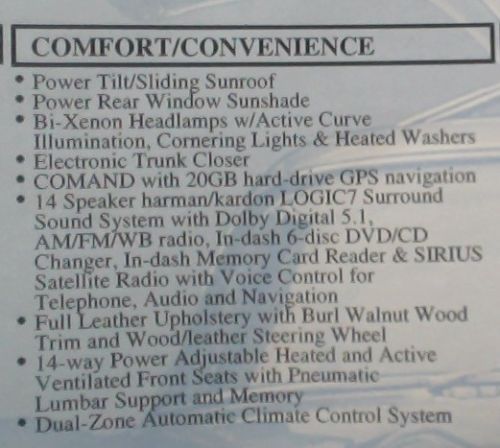 COMFORT/CONVENIENCE
• Power Tilt/Sliding Sunroof
• Power Rear Window Sunshade
• Bi-Xenon Headlamps w/Active Curve
Illumination, Cornering Lights & Heated Washers
• Electronic Trunk Closer
• COMAND with 20GB hard-drive GPS navigation
• 14 Speaker harman/kardon LOGIC7 Surround
Sound System with Dolby Digital 5.1,
AM/FM/WB radio, In-dash 6-disc DVD/CD
Changer, In-dash Memory Card Reader & SIRIUS
Satellite Radio with Voice Control for
Telephone, Audio and Navigation
• Full Leather Upholstery with Burl Walnut Wood
Trim and Wood/leather Steering Wheel
• 14-way Power Adjustable Heated and Active
Ventilated Front Seats with Pneumatic
Lumbar Support and Memory
• Dual-Zone Automatic Climate Control System